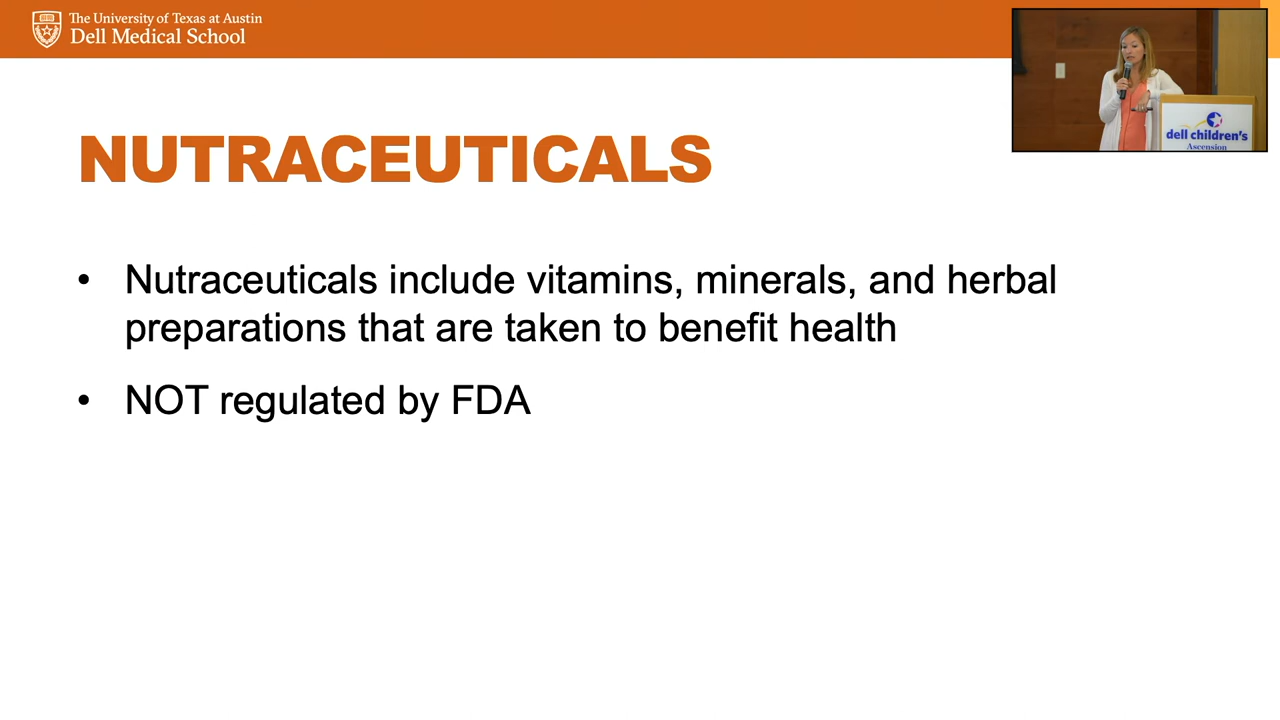 The University of Texas at Austin
Dell Medical School
dell children's
Ascension
NUTRACEUTICALS
• Nutraceuticals include vitamins, minerals, and herbal
preparations that are taken to benefit health
• NOT regulated by FDA